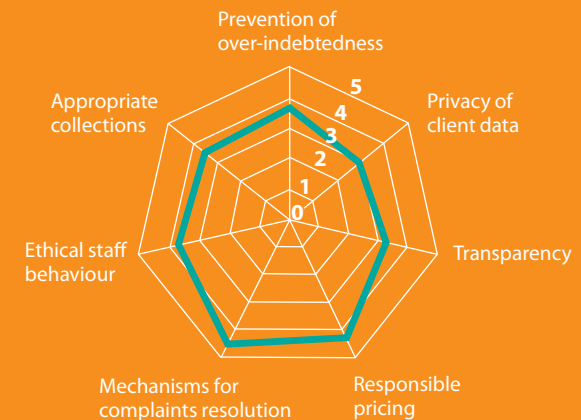 Prevention of
over-indebtedness
5
Appropriate
collections
4
Privacy of
client data
3
2
1
0
Ethical staff
behaviour
Transparency
Mechanisms for
complaints resolution
Responsible
pricing